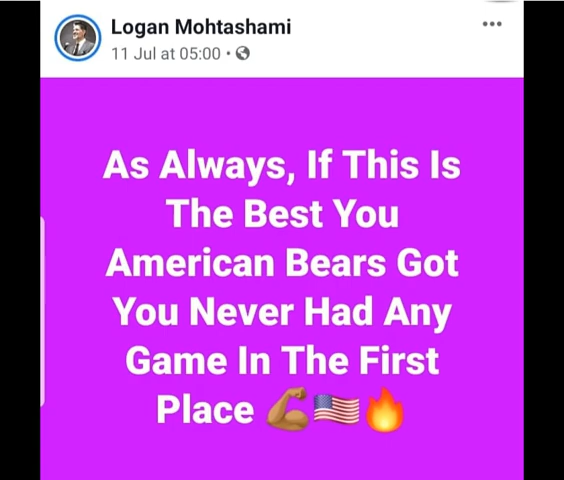 Logan Mohtashami
11 Jul at 05:00 ·
As Always, If This Is
The Best You
American Bears Got
You Never Had Any
Game In The First
Place 💪🏽🇺🇸🔥